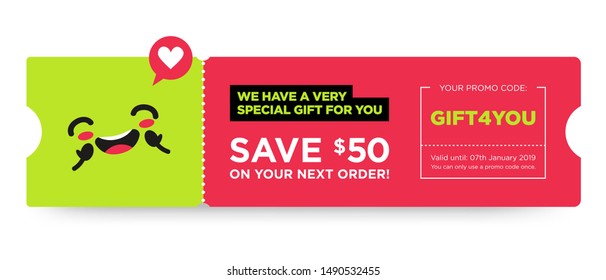 WE HAVE A VERY
SPECIAL GIFT FOR YOU
SAVE $50
ON YOUR NEXT ORDER!
YOUR PROMO CODE:
GIFT4YOU
Valid until: 07th January 2019
You can only use a promo code once.
shutterstock.com · 1490532455